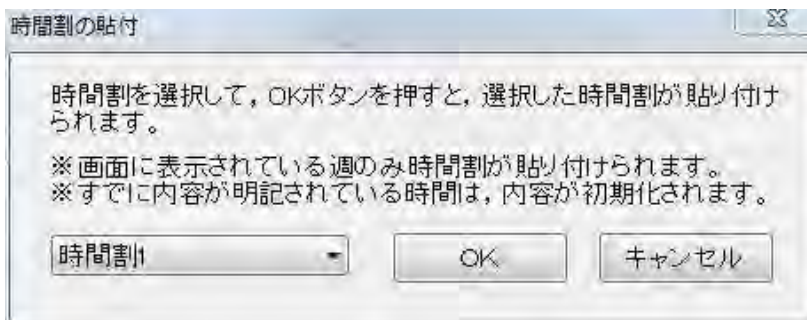 時間割の貼付
時間割を選択して，OKボタンを押すと，選択した時間割が貼り付け
られます。
※画面に表示されている週のみ時間割が貼り付けられます。
※すでに内容が明記されている時間は，内容が初期化されます。
時間割1 OK キャンセル